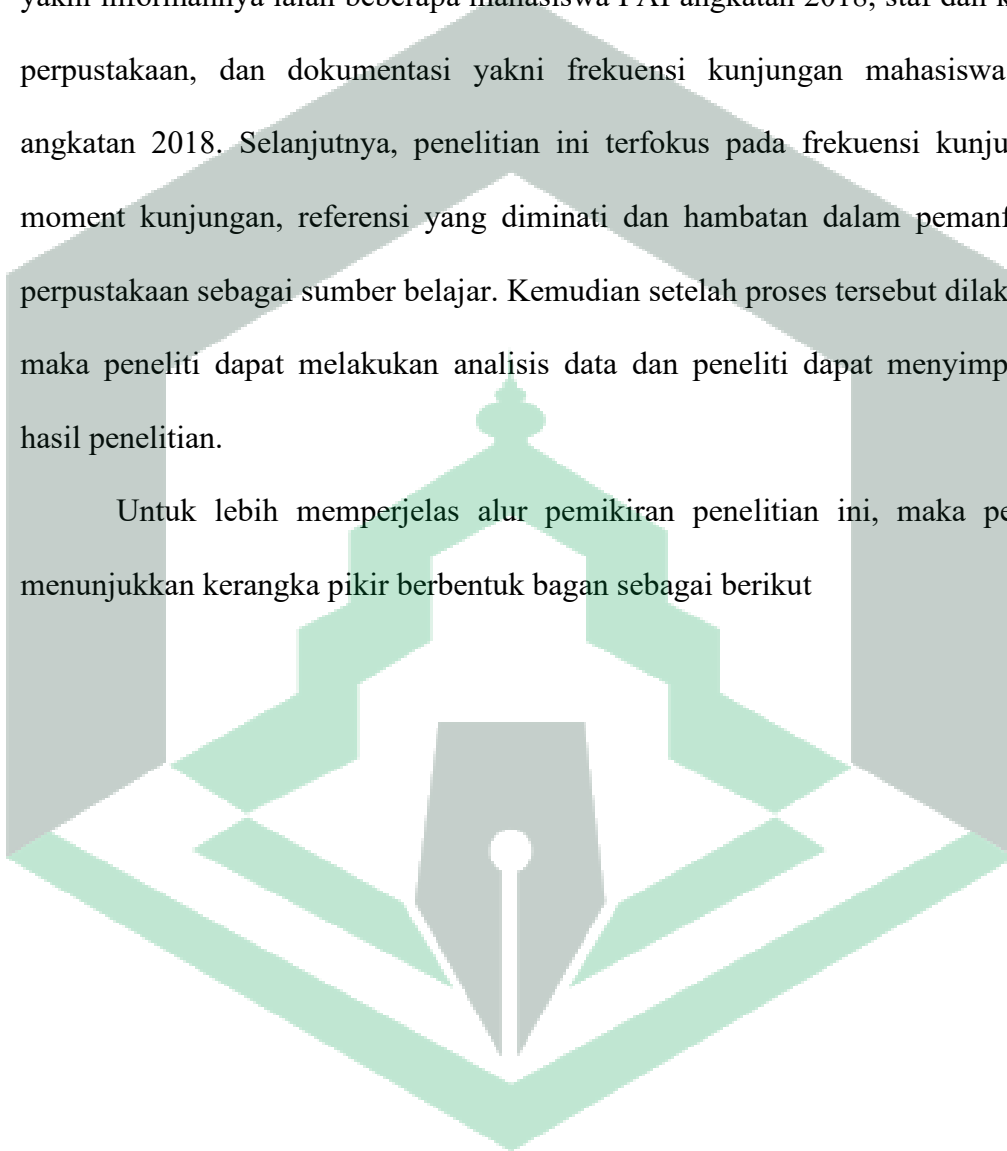 yakni informannya ialah beberapa mahasiswa PAI angkatan 2018, staf dan k
perpustakaan, dan dokumentasi yakni frekuensi kunjungan mahasiswa
angkatan 2018. Selanjutnya, penelitian ini terfokus pada frekuensi kunju
moment kunjungan, referensi yang diminati dan hambatan dalam pemanf
perpustakaan sebagai sumber belajar. Kemudian setelah proses tersebut dilak
maka peneliti dapat melakukan analisis data dan peneliti dapat menyimp
hasil penelitian.
Untuk lebih memperjelas alur pemikiran penelitian ini, maka pe
menunjukkan kerangka pikir berbentuk bagan sebagai berikut